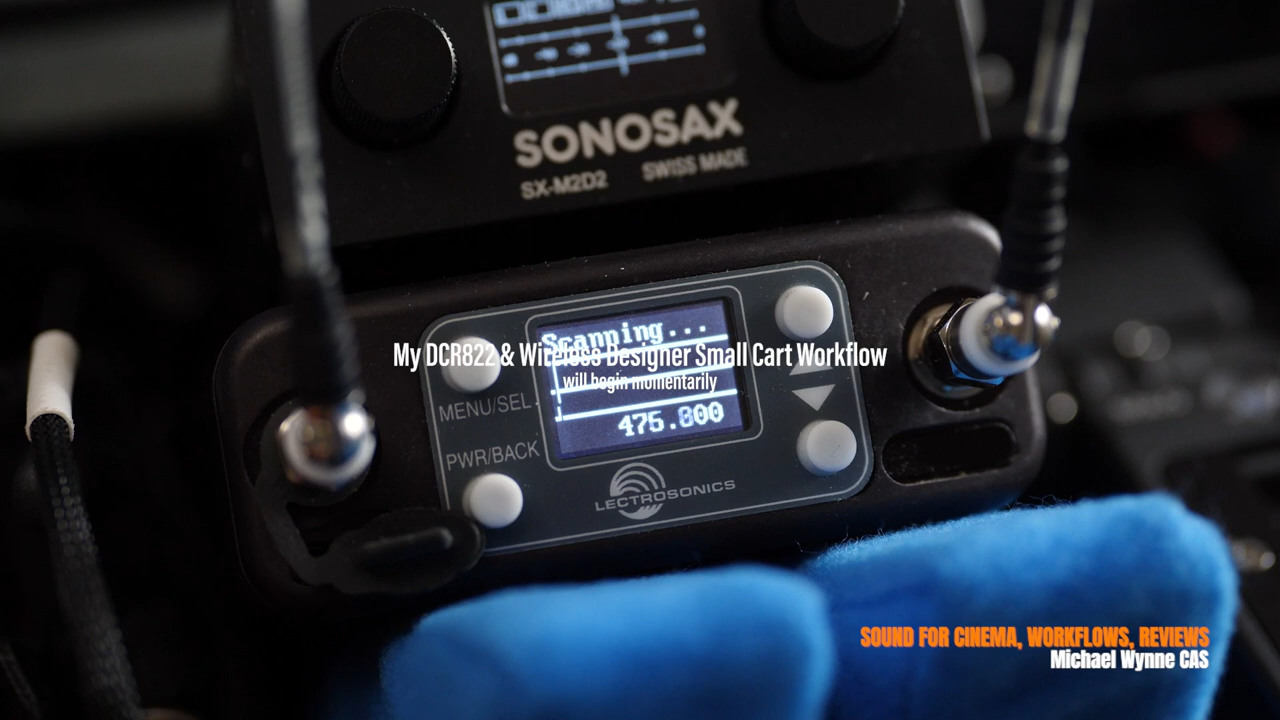 SONOSAX
SX-M2D2 SWISS MADE
Scanning...
My DCR822 & Wireless Designer Small Cart Workflow
will begin momentarily
MENU/SEL
475.800
PWR/BACK
LECTROSONICS
SOUND FOR CINEMA, WORKFLOWS, REVIEWS
Michael Wynne CAS